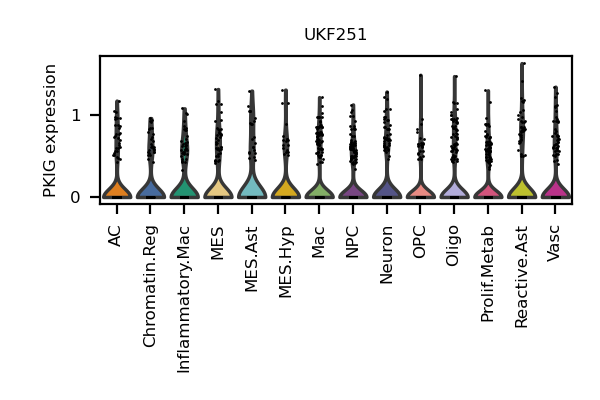 UKF251
PKIG expression
1
0
AC
Chromatin.Reg
Inflammatory.Mac
MES
MES.Ast
MES.Hyp
Mac
NPC
Neuron
OPC
Oligo
Prolif.Metab
Reactive.Ast
Vasc